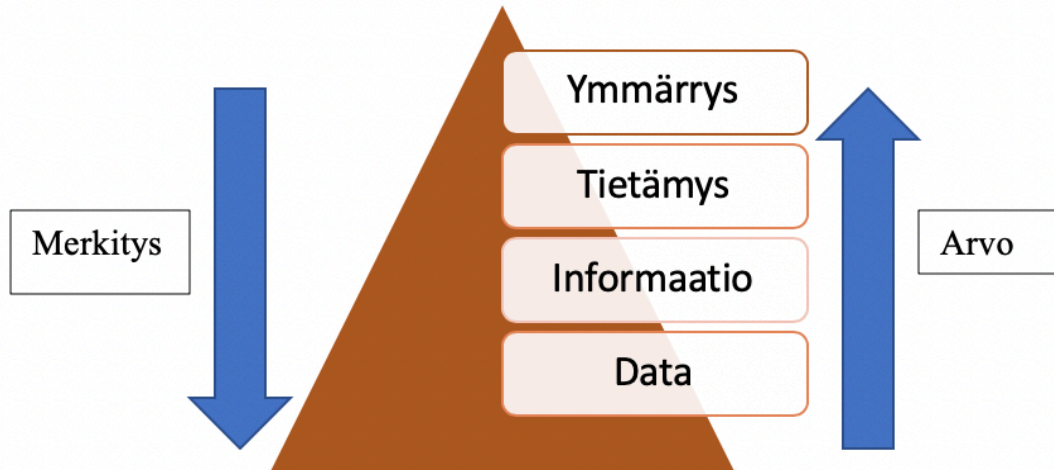 Ymmärrys
Tietämys
Merkitys
Arvo
Informaatio
Data